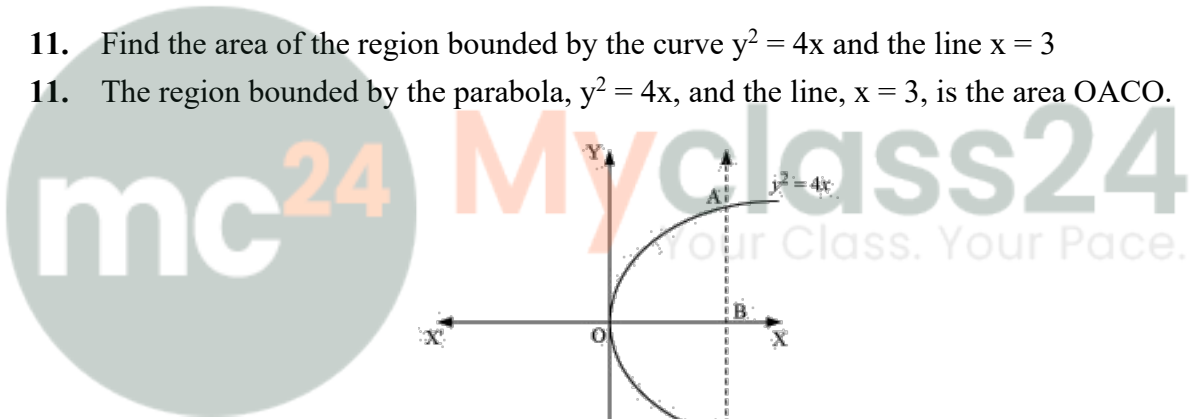 11. Find the area of the region bounded by the curve y² = 4x and the line x = 3
11. The region bounded by the parabola, y² = 4x, and the line, x = 3, is the area OACO.
mc24 Myclass24
Your Class. Your Pace.
Y
A
y² = 4x
B
X'
O
X